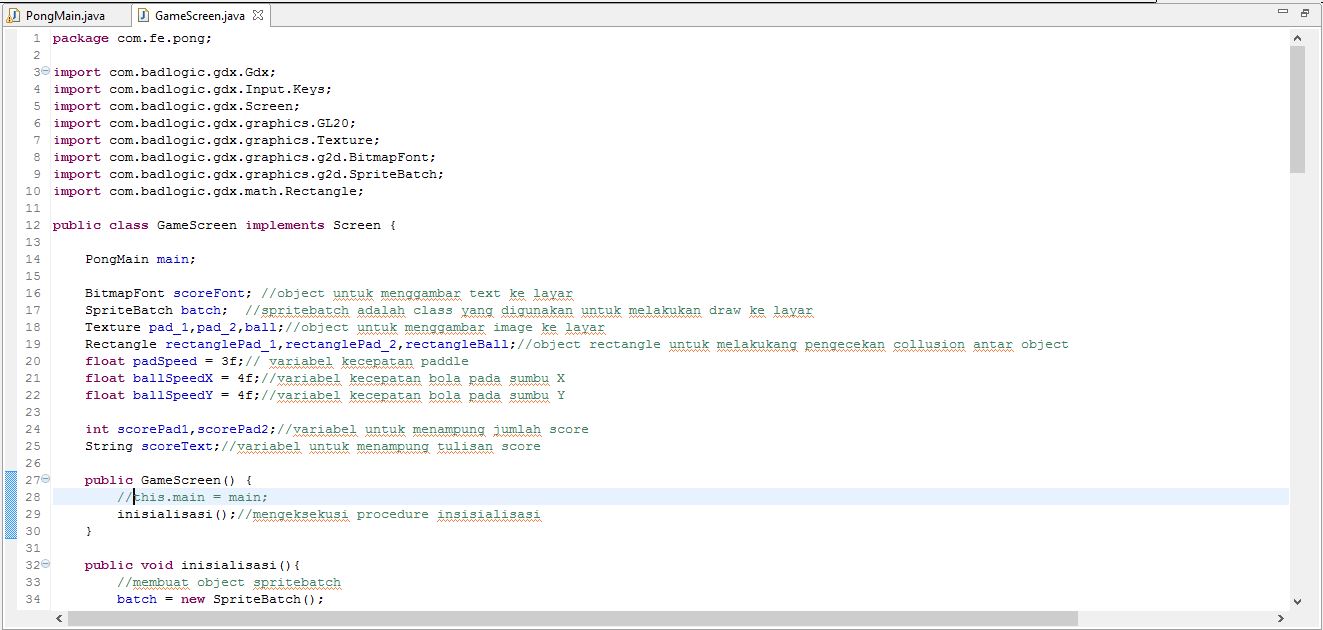 PongMain.java GameScreen.java
1 package com.fe.pong;
2
3 import com.badlogic.gdx.Gdx;
4 import com.badlogic.gdx.Input.Keys;
5 import com.badlogic.gdx.Screen;
6 import com.badlogic.gdx.graphics.GL20;
7 import com.badlogic.gdx.graphics.Texture;
8 import com.badlogic.gdx.graphics.g2d.BitmapFont;
9 import com.badlogic.gdx.graphics.g2d.SpriteBatch;
10 import com.badlogic.gdx.math.Rectangle;
11
12 public class GameScreen implements Screen {
13
14 PongMain main;
15
16 BitmapFont scoreFont; //object untuk menggambar text ke layar
17 SpriteBatch batch; //spritebatch adalah class yang digunakan untuk melakukan draw ke layar
18 Texture pad_1,pad_2,ball;//object untuk menggambar image ke layar
19 Rectangle rectanglePad_1,rectanglePad_2,rectangleBall;//object rectangle untuk melakukang pengecekan collusion antar object
20 float padSpeed = 3f;// variabel kecepatan paddle
21 float ballSpeedX = 4f;//variabel kecepatan bola pada sumbu X
22 float ballSpeedY = 4f;//variabel kecepatan bola pada sumbu Y
23
24 int scorePad1,scorePad2;//variabel untuk menampung jumlah score
25 String scoreText;//variabel untuk menampung tulisan score
26
27 public GameScreen() {
28 //this.main = main;
29 inisialisasi();//mengeksekusi procedure insisialisasi
30 }
31
32 public void inisialisasi(){
33 //membuat object spritebatch
34 batch = new SpriteBatch();